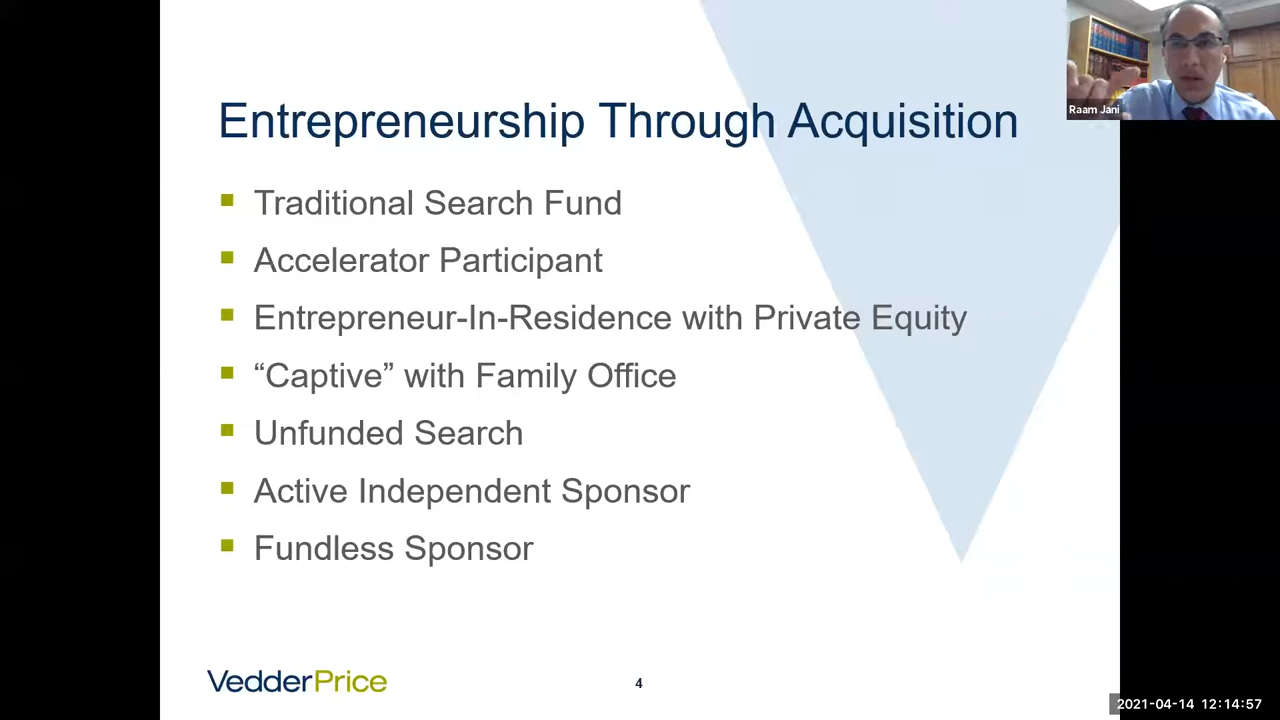 Raam Jani
Entrepreneurship Through Acquisition
Traditional Search Fund
Accelerator Participant
Entrepreneur-In-Residence with Private Equity
“Captive” with Family Office
Unfunded Search
Active Independent Sponsor
Fundless Sponsor
VedderPrice
4
2021-04-14 12:14:57